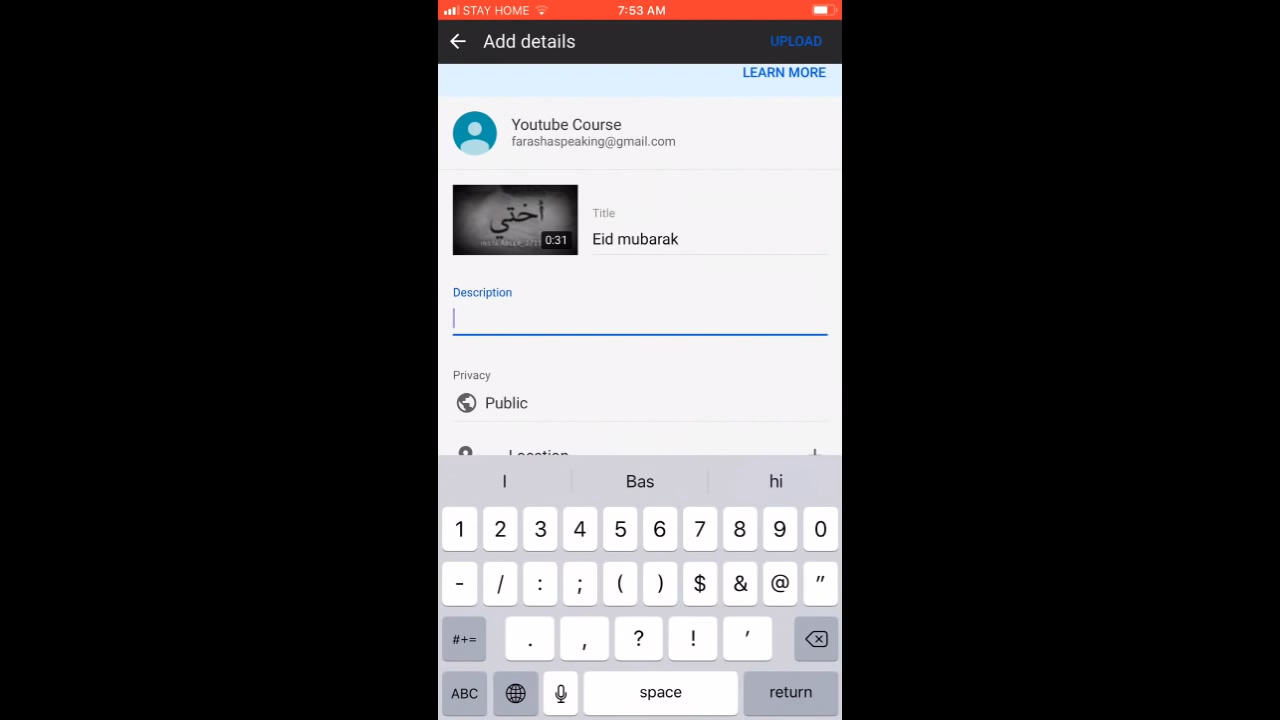 STAY HOME
7:53 AM
Add details
UPLOAD
LEARN MORE
Youtube Course
farashaspeaking@gmail.com
أختي
0:31
Title
Eid mubarak
Description
Privacy
Public
Location
I Bas hi
1 2 3 4 5 6 7 8 9 0
- / : ; ( ) $ & @ "
#+= . , ? ! '
ABC space return